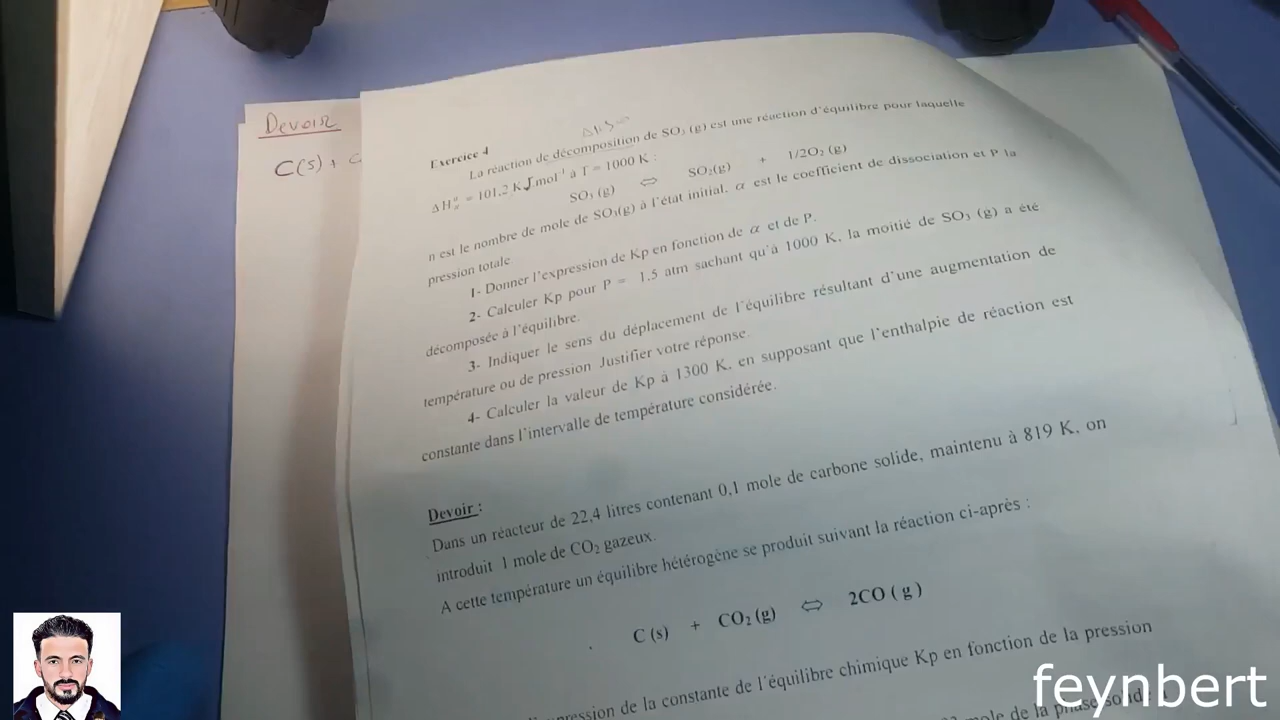 Devoir
C(s) +
Exercice 4
La réaction de décomposition de SO₃ (g) est une réaction d'équilibre pour laquelle
= 101.2 KJ mol⁻¹ à T = 1000 K :
SO₃ (g) ⇔ SO₂(g) + 1/2O₂ (g)
n est le nombre de mole de SO₃(g) à l'état initial. α est le coefficient de dissociation et P la
pression totale
1- Donner l'expression de Kp en fonction de α et de P.
2- Calculer Kp pour P = 1.5 atm sachant qu'à 1000 K, la moitié de SO₃ (g) a été
décomposée à l'équilibre.
3- Indiquer le sens du déplacement de l'équilibre résultant d'une augmentation de
température ou de pression Justifier votre réponse.
4- Calculer la valeur de Kp à 1300 K, en supposant que l'enthalpie de réaction est
constante dans l'intervalle de température considérée.
Devoir :
Dans un réacteur de 22,4 litres contenant 0,1 mole de carbone solide, maintenu à 819 K, on
introduit 1 mole de CO₂ gazeux.
A cette température un équilibre hétérogène se produit suivant la réaction ci-après :
C (s) + CO₂ (g) ⇔ 2CO ( g )
de la constante de l'équilibre chimique Kp en fonction de la pression
mole de la phase
feynbert